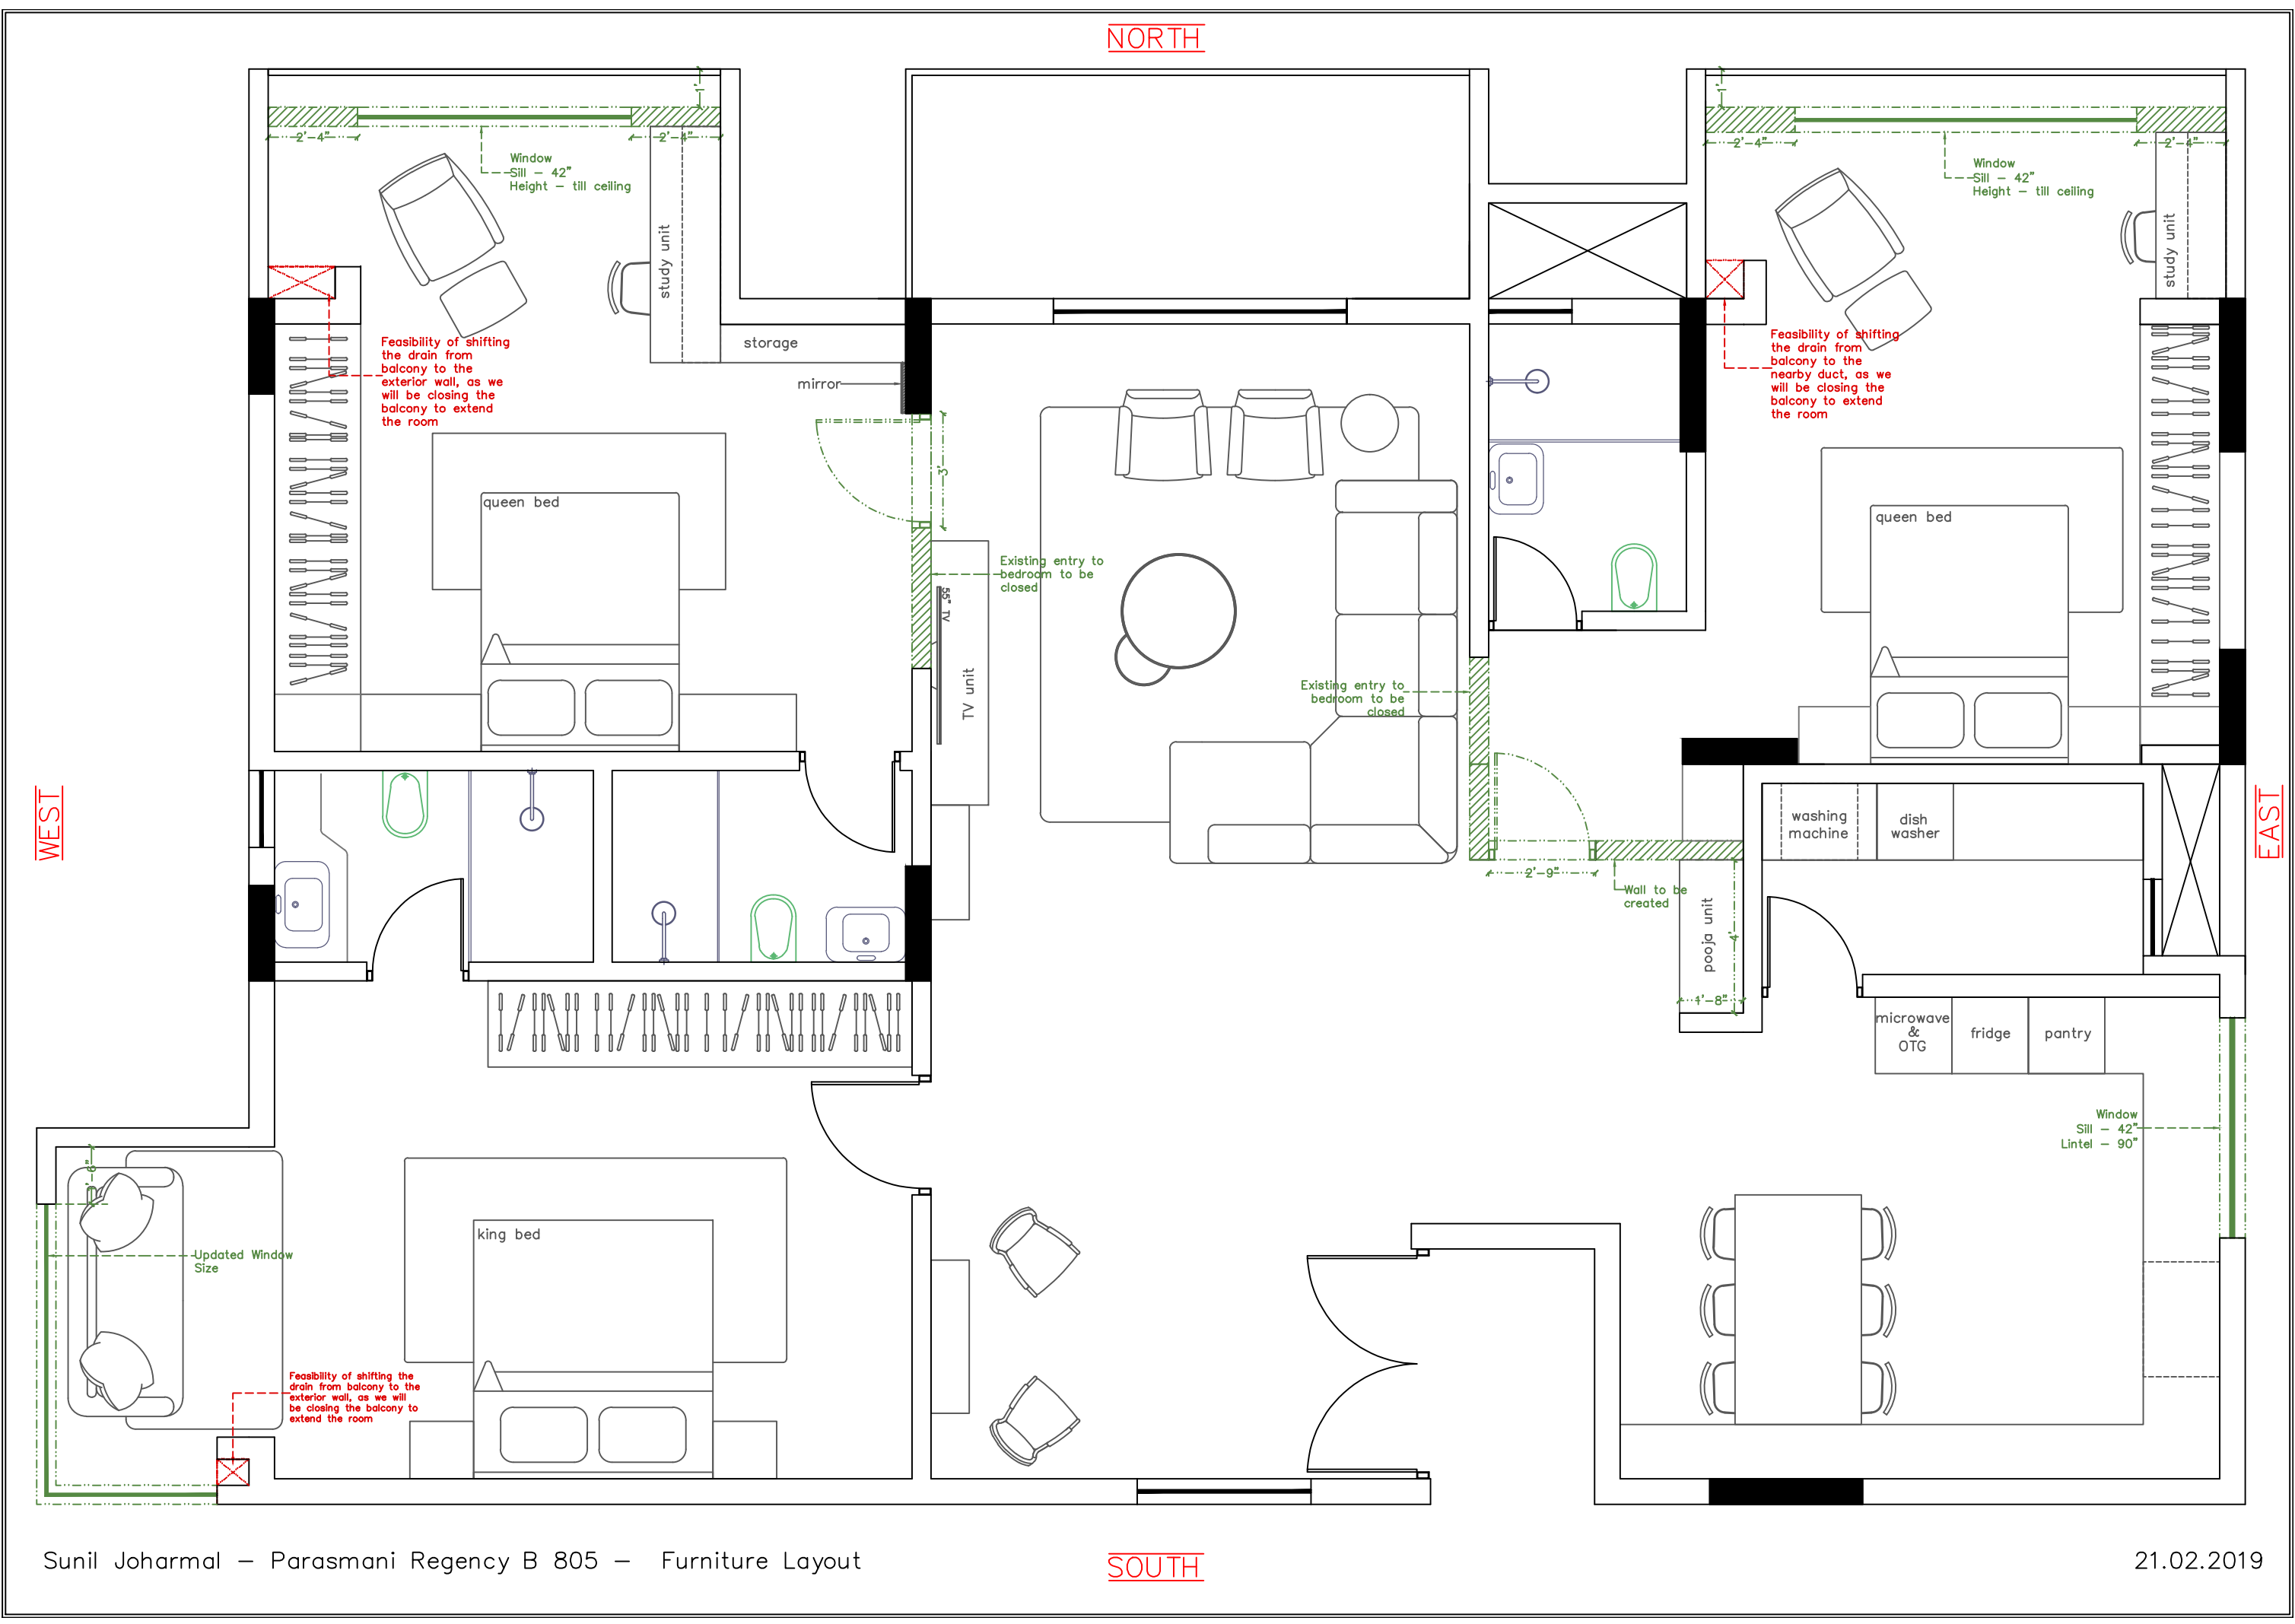 NORTH
1'
1'
2'-4"
2'-4"
Window
Sill - 42"
Height - till ceiling
2'-4"
2'-4"
Window
Sill - 42"
Height - till ceiling
study unit
study unit
storage
mirror
Feasibility of shifting
the drain from
balcony to the
exterior wall, as we
will be closing the
balcony to extend
the room
Feasibility of shifting
the drain from
balcony to the
nearby duct, as we
will be closing the
balcony to extend
the room
3'
queen bed
queen bed
Existing entry to
bedroom to be
closed
55" TV
TV unit
Existing entry to
bedroom to be
closed
WEST
EAST
washing
machine
dish
washer
2'-9"
Wall to be
created
pooja unit
4'
1'-8"
microwave
&
OTG
fridge
pantry
Window
Sill - 42"
Lintel - 90"
Updated Window
Size
king bed
Feasibility of shifting the
drain from balcony to the
exterior wall, as we will
be closing the balcony to
extend the room
Sunil Joharmal - Parasmani Regency B 805 - Furniture Layout
SOUTH
21.02.2019